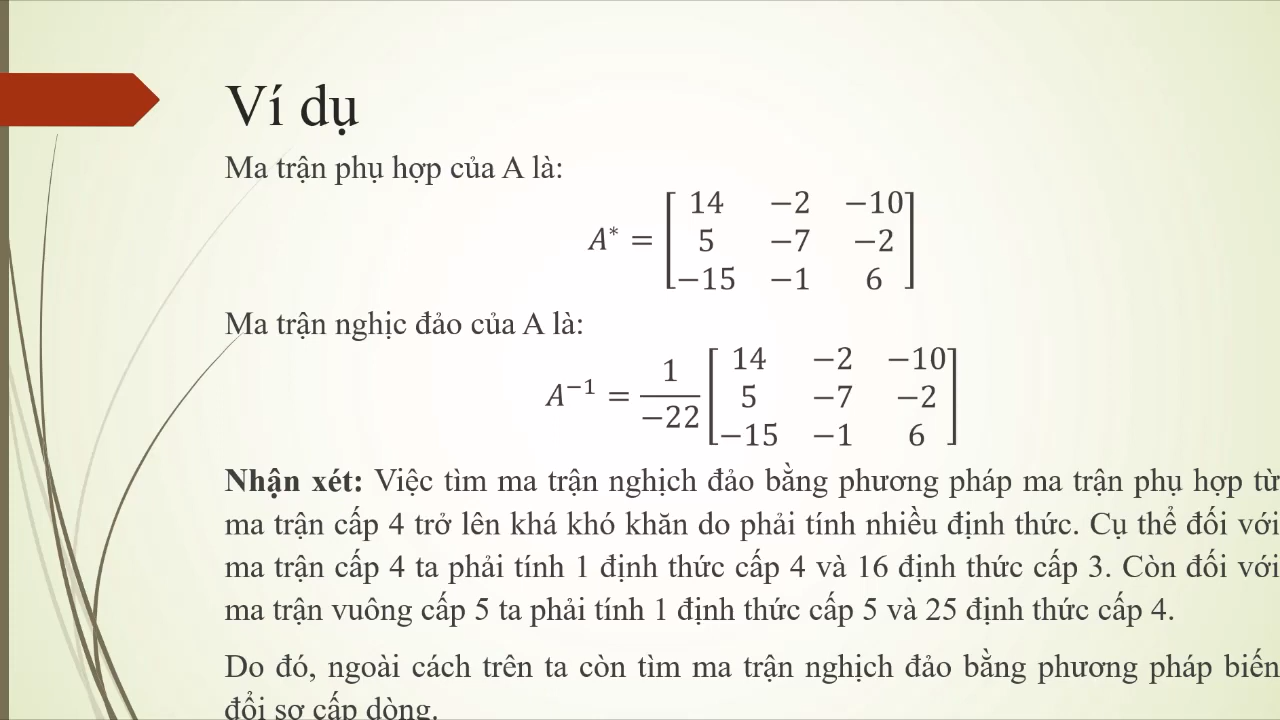 Ví dụ
Ma trận phụ hợp của A là:
A* = [14 −2 −10
5 −7 −2
−15 −1 6]
Ma trận nghịc đảo của A là:
A⁻¹ = 1/−22 [14 −2 −10
5 −7 −2
−15 −1 6]
Nhận xét: Việc tìm ma trận nghịch đảo bằng phương pháp ma trận phụ hợp từ
ma trận cấp 4 trở lên khá khó khăn do phải tính nhiều định thức. Cụ thể đối với
ma trận cấp 4 ta phải tính 1 định thức cấp 4 và 16 định thức cấp 3. Còn đối với
ma trận vuông cấp 5 ta phải tính 1 định thức cấp 5 và 25 định thức cấp 4.
Do đó, ngoài cách trên ta còn tìm ma trận nghịch đảo bằng phương pháp biến
đổi sơ cấp dòng.